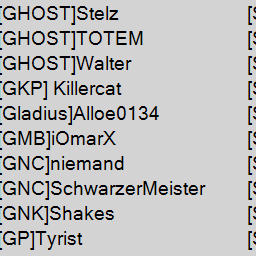 [GHOST]Stelz [S
[GHOST]TOTEM [S
[GHOST]Walter [S
[GKP] Killercat [S
[Gladius]Alloe0134 [S
[GMB]iOmarX [S
[GNC]niemand [S
[GNC]SchwarzerMeister [S
[GNK]Shakes [S
[GP]Tyrist [S